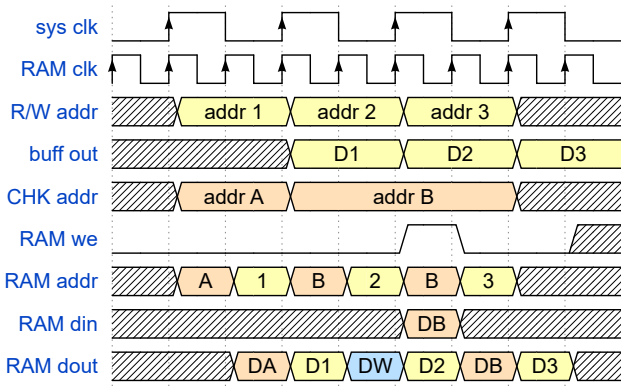 sys clk
RAM clk
R/W addr addr 1 addr 2 addr 3
buff out D1 D2 D3
CHK addr addr A addr B
RAM we
RAM addr A 1 B 2 B 3
RAM din DB
RAM dout DA D1 DW D2 DB D3